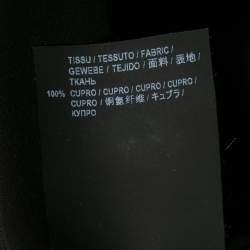 TISSU / TESSUTO / FABRIC /
GEWEBE / TEJIDO / 面料 / 表地 /
ТКАНЬ
100% CUPRO / CUPRO / CUPRO / CUPRO /
CUPRO / 铜氨纤维 / キュプラ /
КУПРО